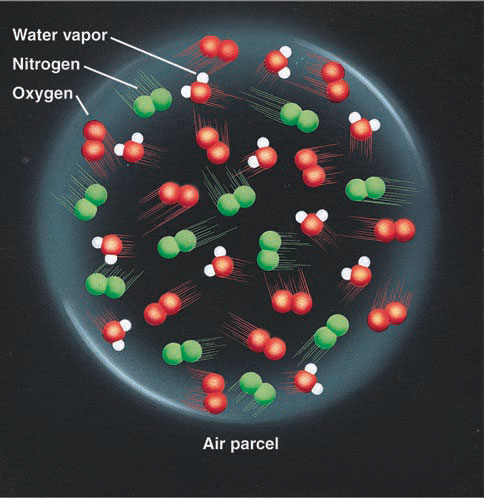 Water vapor
Nitrogen
Oxygen
Air parcel